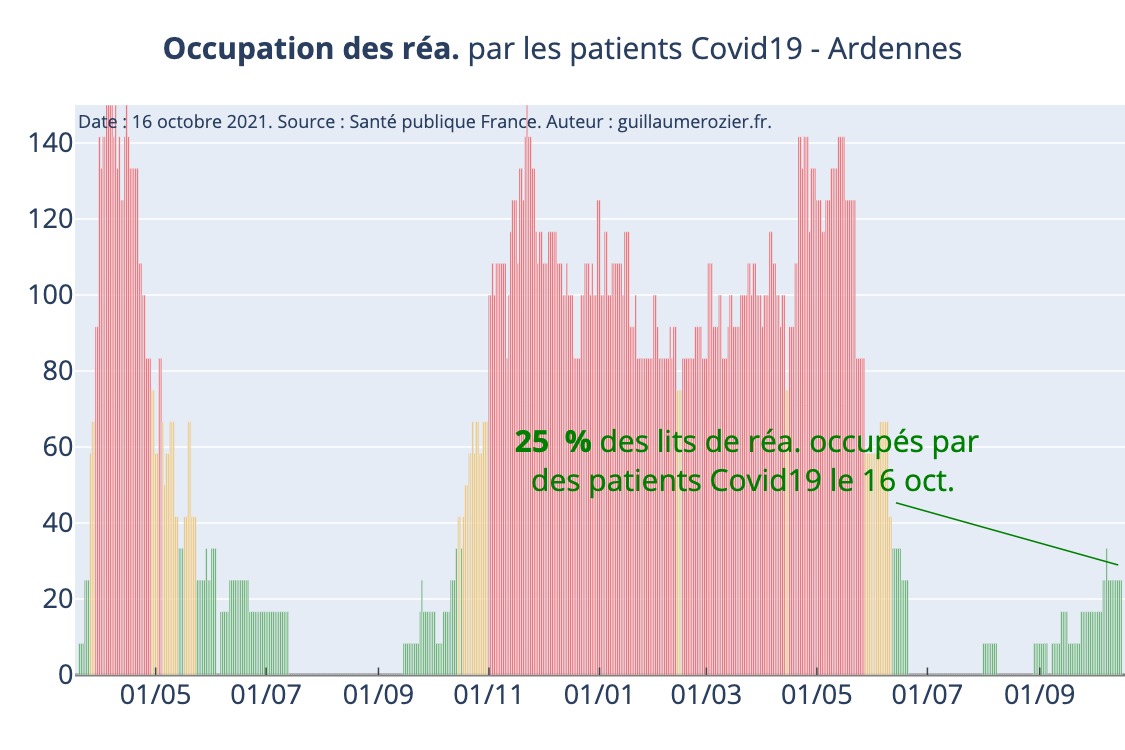 Occupation des réa. par les patients Covid19 - Ardennes
Date : 16 octobre 2021. Source : Santé publique France. Auteur : guillaumerozier.fr.
140
120
100
80
60
40
20
0
25 % des lits de réa. occupés par
des patients Covid19 le 16 oct.
01/05 01/07 01/09 01/11 01/01 01/03 01/05 01/07 01/09